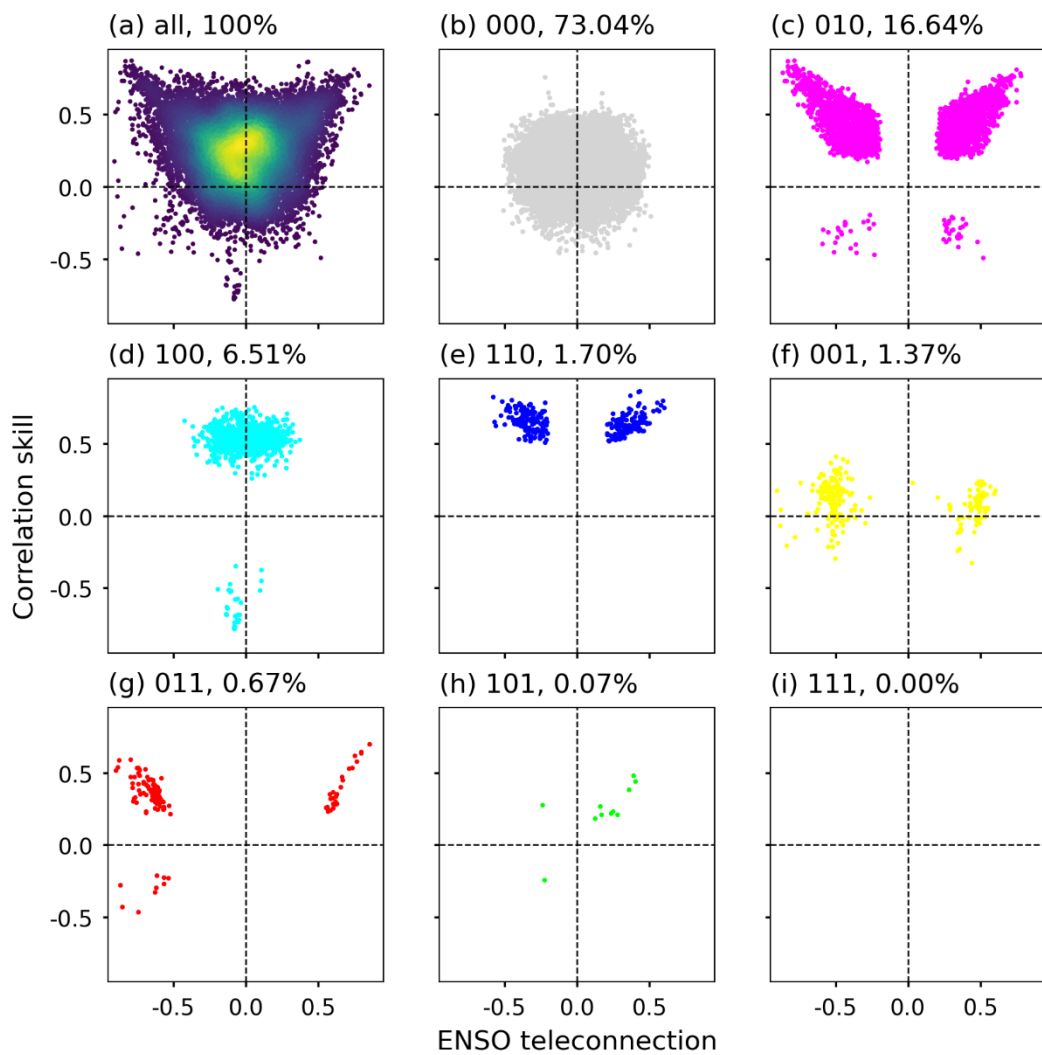 (a) all, 100%
(b) 000, 73.04%
(c) 010, 16.64%
0.5
0.0
-0.5
(d) 100, 6.51%
(e) 110, 1.70%
(f) 001, 1.37%
0.5
0.0
-0.5
Correlation skill
(g) 011, 0.67%
(h) 101, 0.07%
(i) 111, 0.00%
0.5
0.0
-0.5
-0.5 0.0 0.5
-0.5 0.0 0.5
-0.5 0.0 0.5
ENSO teleconnection